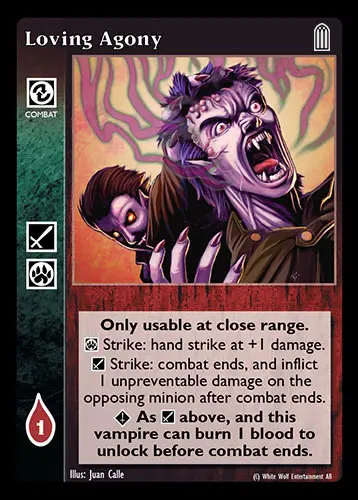 Loving Agony
COMBAT
Only usable at close range.
Strike: hand strike at +1 damage.
Strike: combat ends, and inflict
1 unpreventable damage on the
opposing minion after combat ends.
As above, and this
vampire can burn 1 blood to
unlock before combat ends.
1
Illus: Juan Calle
(C) White Wolf Entertainment AB